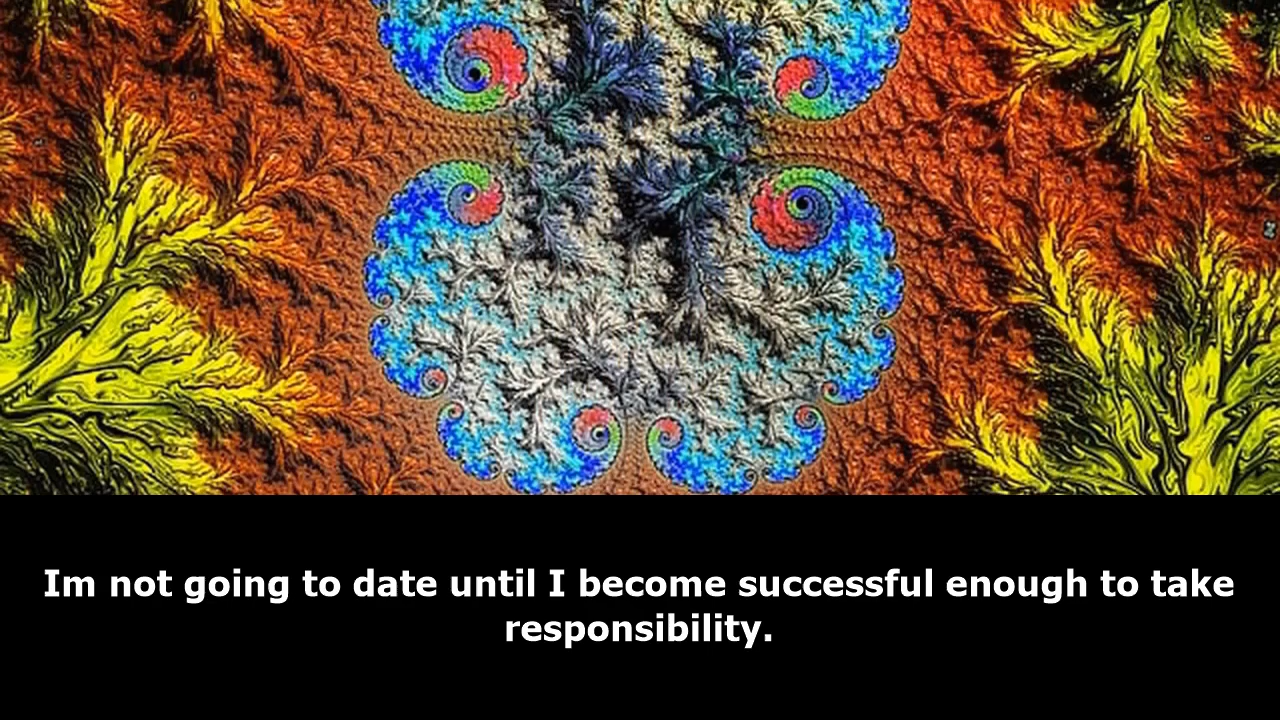 Im not going to date until I become successful enough to take
responsibility.